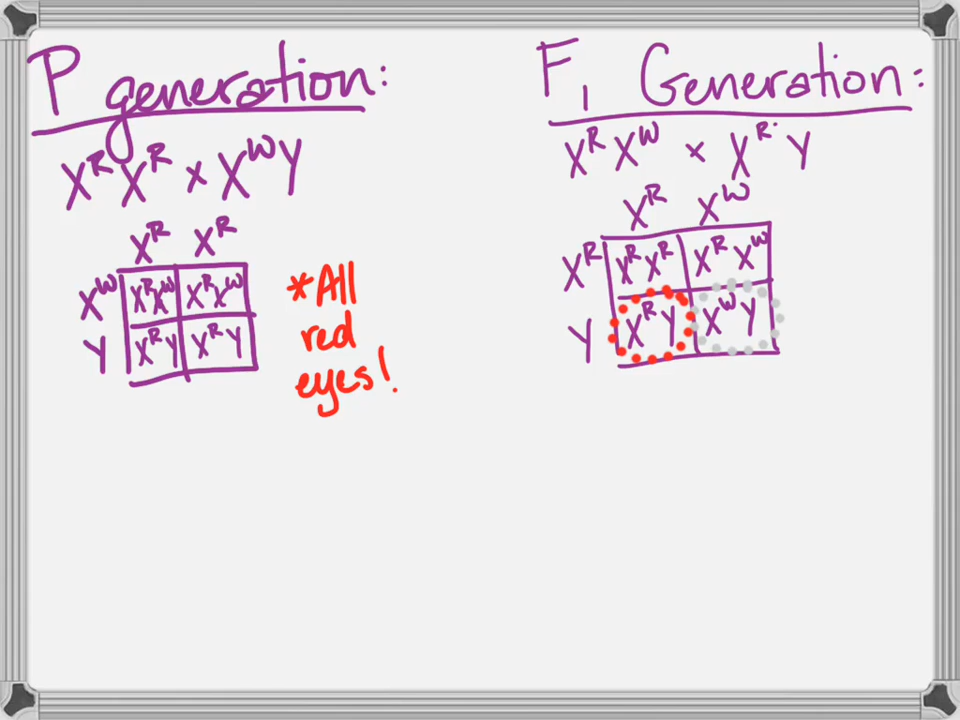 P generation:
XᴿXᴿ × XᵂY
Xᴿ Xᴿ
Xᵂ XᴿXᵂ XᴿXᵂ
Y XᴿY XᴿY
*All
red
eyes!
F₁ Generation:
XᴿXᵂ × XᴿY
Xᴿ Xᵂ
Xᴿ XᴿXᴿ XᴿXᵂ
Y XᴿY XᵂY